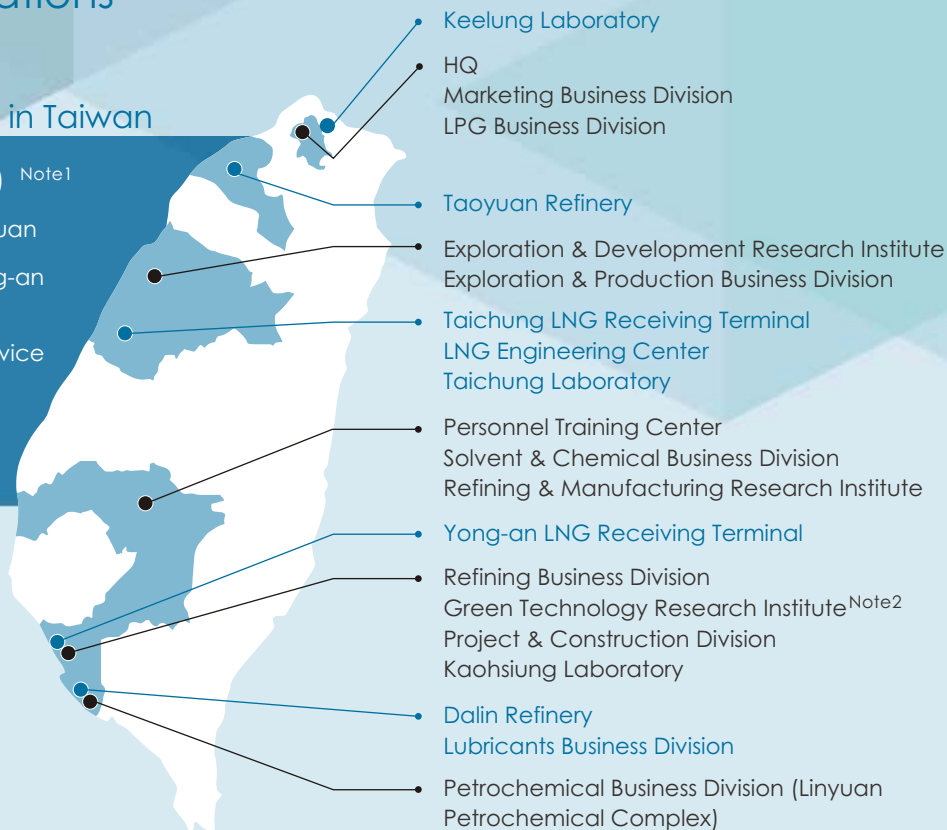 in Taiwan
Note1
Keelung Laboratory
HQ
Marketing Business Division
LPG Business Division
Taoyuan Refinery
Exploration & Development Research Institute
Exploration & Production Business Division
Taichung LNG Receiving Terminal
LNG Engineering Center
Taichung Laboratory
Personnel Training Center
Solvent & Chemical Business Division
Refining & Manufacturing Research Institute
Yong-an LNG Receiving Terminal
Refining Business Division
Green Technology Research Institute Note2
Project & Construction Division
Kaohsiung Laboratory
Dalin Refinery
Lubricants Business Division
Petrochemical Business Division (Linyuan
Petrochemical Complex)